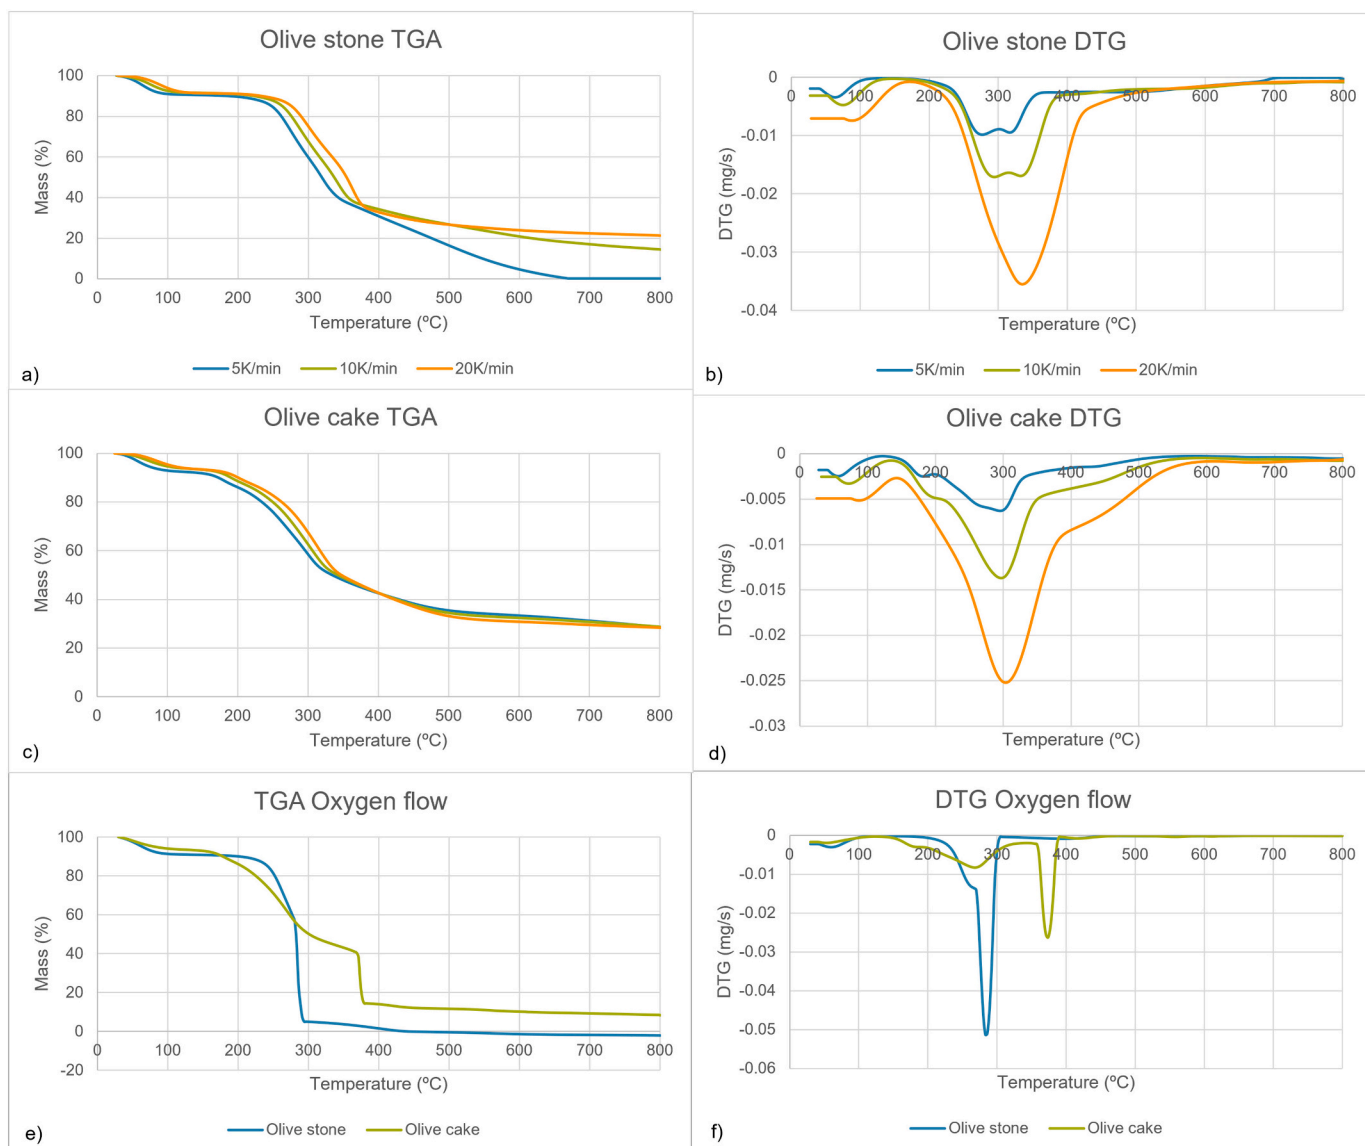 Olive stone TGA
Mass (%)
100
80
60
40
20
0
0 100 200 300 400 500 600 700 800
Temperature (ºC)
5K/min 10K/min 20K/min
a)
Olive stone DTG
DTG (mg/s)
0
-0.01
-0.02
-0.03
-0.04
0 100 200 300 400 500 600 700 800
Temperature (ºC)
5K/min 10K/min 20K/min
b)
Olive cake TGA
Mass (%)
100
80
60
40
20
0
0 100 200 300 400 500 600 700 800
Temperature (ºC)
c)
Olive cake DTG
DTG (mg/s)
0
-0.005
-0.01
-0.015
-0.02
-0.025
-0.03
0 100 200 300 400 500 600 700 800
Temperature (ºC)
d)
TGA Oxygen flow
Mass (%)
100
80
60
40
20
0
-20
0 100 200 300 400 500 600 700 800
Temperature (ºC)
Olive stone Olive cake
e)
DTG Oxygen flow
DTG (mg/s)
0
-0.01
-0.02
-0.03
-0.04
-0.05
-0.06
0 100 200 300 400 500 600 700 800
Temperature (ºC)
Olive stone Olive cake
f)